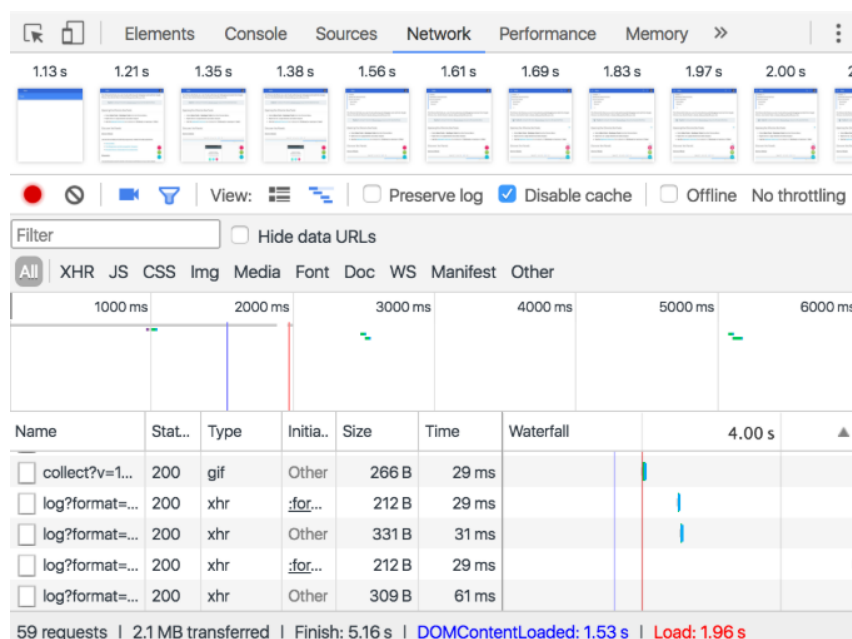 Elements Console Sources Network Performance Memory »
1.13 s 1.21 s 1.35 s 1.38 s 1.56 s 1.61 s 1.69 s 1.83 s 1.97 s 2.00 s 2
View: Preserve log Disable cache Offline No throttling
Filter Hide data URLs
All XHR JS CSS Img Media Font Doc WS Manifest Other
1000 ms 2000 ms 3000 ms 4000 ms 5000 ms 6000 ms
Name Stat... Type Initia.. Size Time Waterfall 4.00 s
collect?v=1... 200 gif Other 266 B 29 ms
log?format=... 200 xhr :for... 212 B 29 ms
log?format=... 200 xhr Other 331 B 31 ms
log?format=... 200 xhr :for... 212 B 29 ms
log?format=... 200 xhr Other 309 B 61 ms
59 requests | 2.1 MB transferred | Finish: 5.16 s | DOMContentLoaded: 1.53 s | Load: 1.96 s